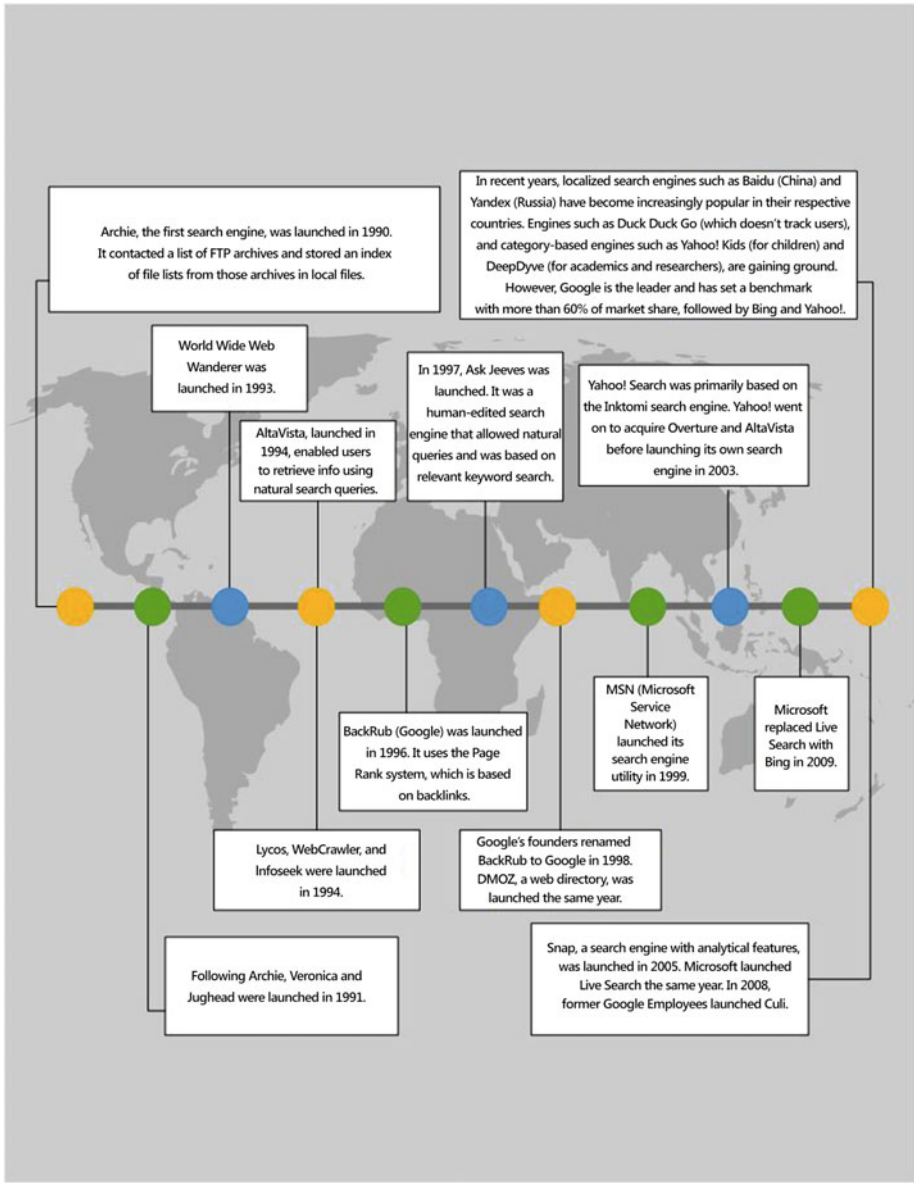 Archie, the first search engine, was launched in 1990.
It contacted a list of FTP archives and stored an index
of file lists from those archives in local files.
In recent years, localized search engines such as Baidu (China) and
Yandex (Russia) have become increasingly popular in their respective
countries. Engines such as Duck Duck Go (which doesn't track users),
and category-based engines such as Yahoo! Kids (for children) and
DeepDyve (for academics and researchers), are gaining ground.
However, Google is the leader and has set a benchmark
with more than 60% of market share, followed by Bing and Yahoo!.
World Wide Web
Wanderer was
launched in 1993.
AltaVista, launched in
1994, enabled users
to retrieve info using
natural search queries.
In 1997, Ask Jeeves was
launched. It was a
human-edited search
engine that allowed natural
queries and was based on
relevant keyword search.
Yahoo! Search was primarily based on
the Inktomi search engine. Yahoo! went
on to acquire Overture and AltaVista
before launching its own search
engine in 2003.
BackRub (Google) was launched
in 1996. It uses the Page
Rank system, which is based
on backlinks.
MSN (Microsoft
Service
Network)
launched its
search engine
utility in 1999.
Microsoft
replaced Live
Search with
Bing in 2009.
Lycos, WebCrawler, and
Infoseek were launched
in 1994.
Google's founders renamed
BackRub to Google in 1998.
DMOZ, a web directory, was
launched the same year.
Following Archie, Veronica and
Jughead were launched in 1991.
Snap, a search engine with analytical features,
was launched in 2005. Microsoft launched
Live Search the same year. In 2008,
former Google Employees launched Culi.